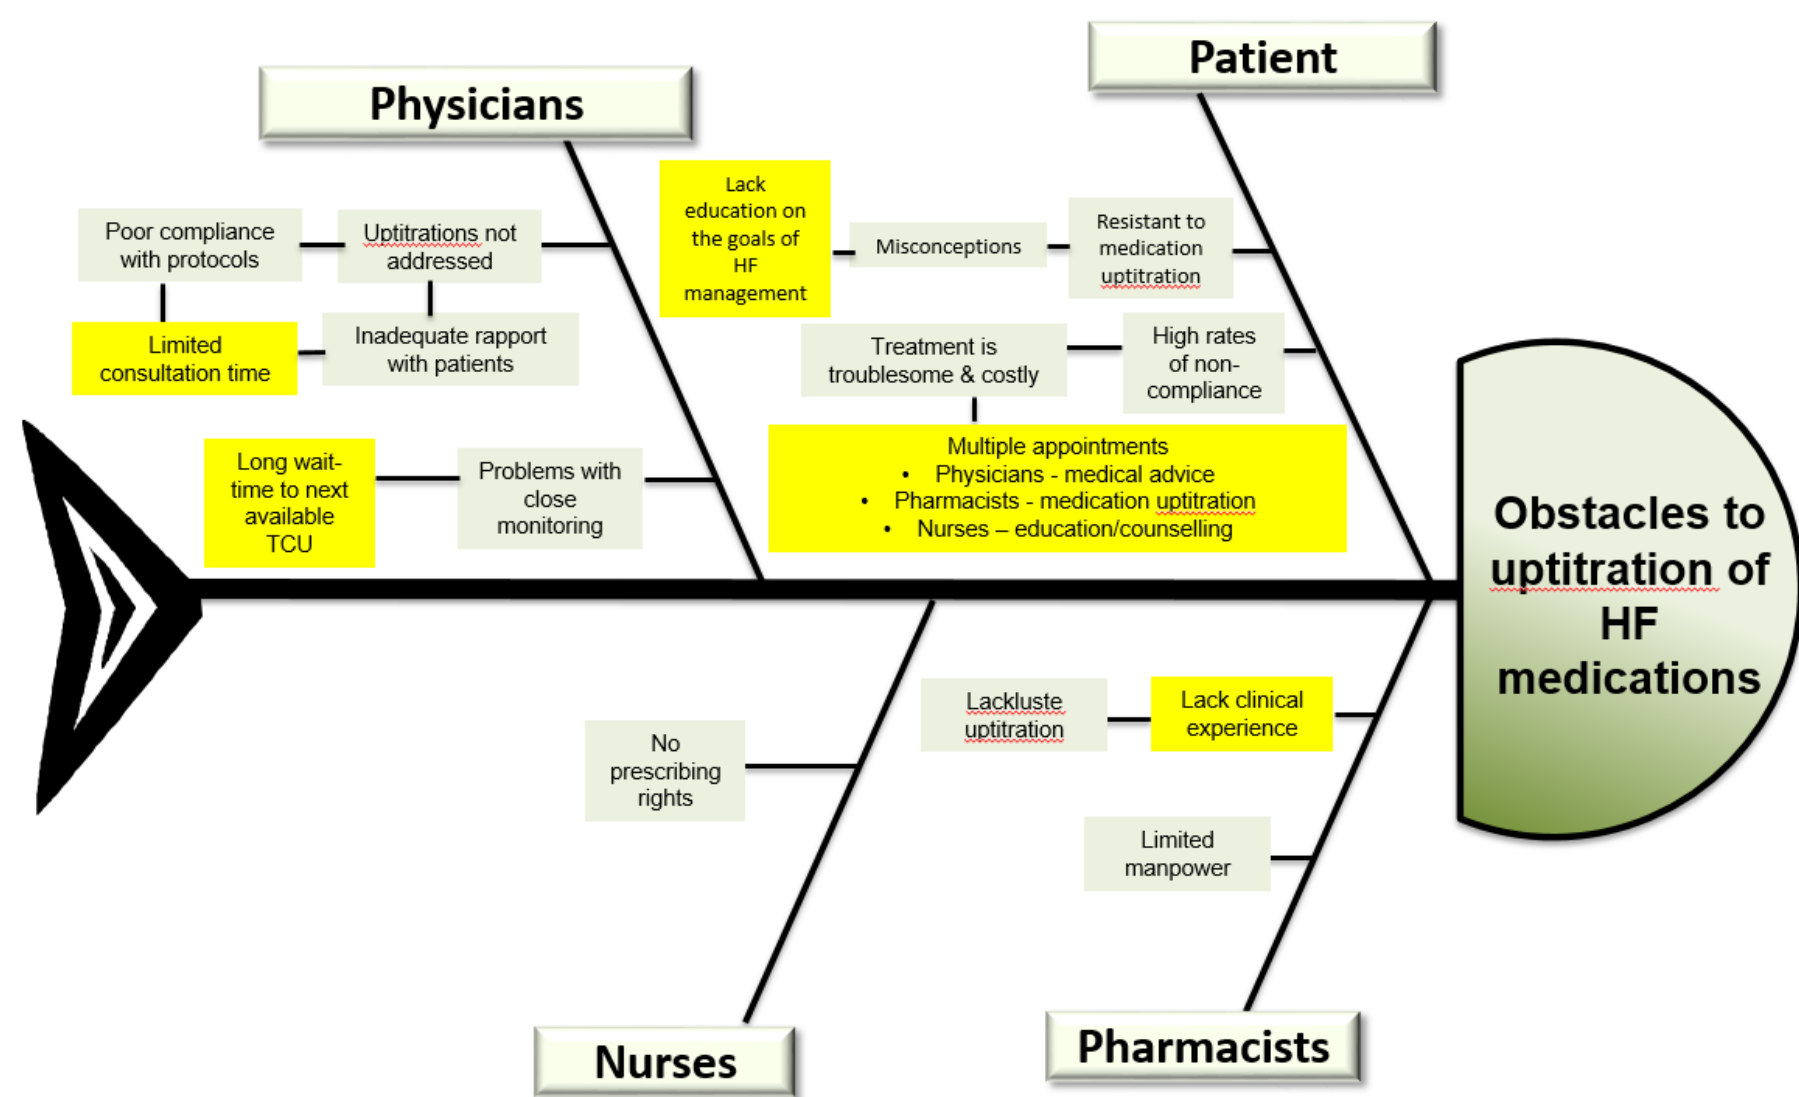 Patient
Physicians
Lack
education on
the goals of
HF
management
Misconceptions
Resistant to
medication
uptitration
Poor compliance
with protocols
Uptitrations not
addressed
Limited
consultation time
Inadequate rapport
with patients
Treatment is
troublesome & costly
High rates
of non-
compliance
Multiple appointments
• Physicians - medical advice
• Pharmacists - medication uptitration
• Nurses – education/counselling
Long wait-
time to next
available
TCU
Problems with
close
monitoring
Obstacles to
uptitration of
HF
medications
No
prescribing
rights
Lackluste
uptitration
Lack clinical
experience
Limited
manpower
Nurses
Pharmacists